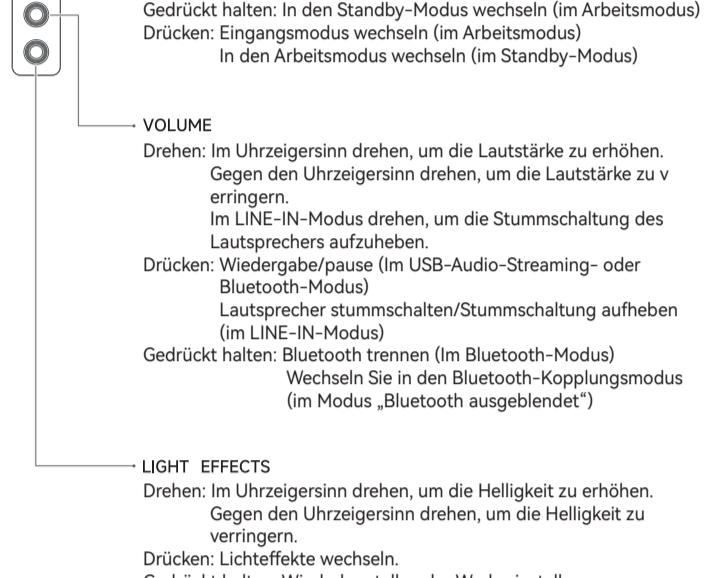 Gedrückt halten: In den Standby-Modus wechseln (im Arbeitsmodus)
Drücken: Eingangsmodus wechseln (im Arbeitsmodus)
In den Arbeitsmodus wechseln (im Standby-Modus)
VOLUME
Drehen: Im Uhrzeigersinn drehen, um die Lautstärke zu erhöhen.
Gegen den Uhrzeigersinn drehen, um die Lautstärke zu v
erringern.
Im LINE-IN-Modus drehen, um die Stummschaltung des
Lautsprechers aufzuheben.
Drücken: Wiedergabe/pause (Im USB-Audio-Streaming- oder
Bluetooth-Modus)
Lautsprecher stummschalten/Stummschaltung aufheben
(im LINE-IN-Modus)
Gedrückt halten: Bluetooth trennen (Im Bluetooth-Modus)
Wechseln Sie in den Bluetooth-Kopplungsmodus
(im Modus „Bluetooth ausgeblendet“)
LIGHT EFFECTS
Drehen: Im Uhrzeigersinn drehen, um die Helligkeit zu erhöhen.
Gegen den Uhrzeigersinn drehen, um die Helligkeit zu
verringern.
Drücken: Lichteffekte wechseln.